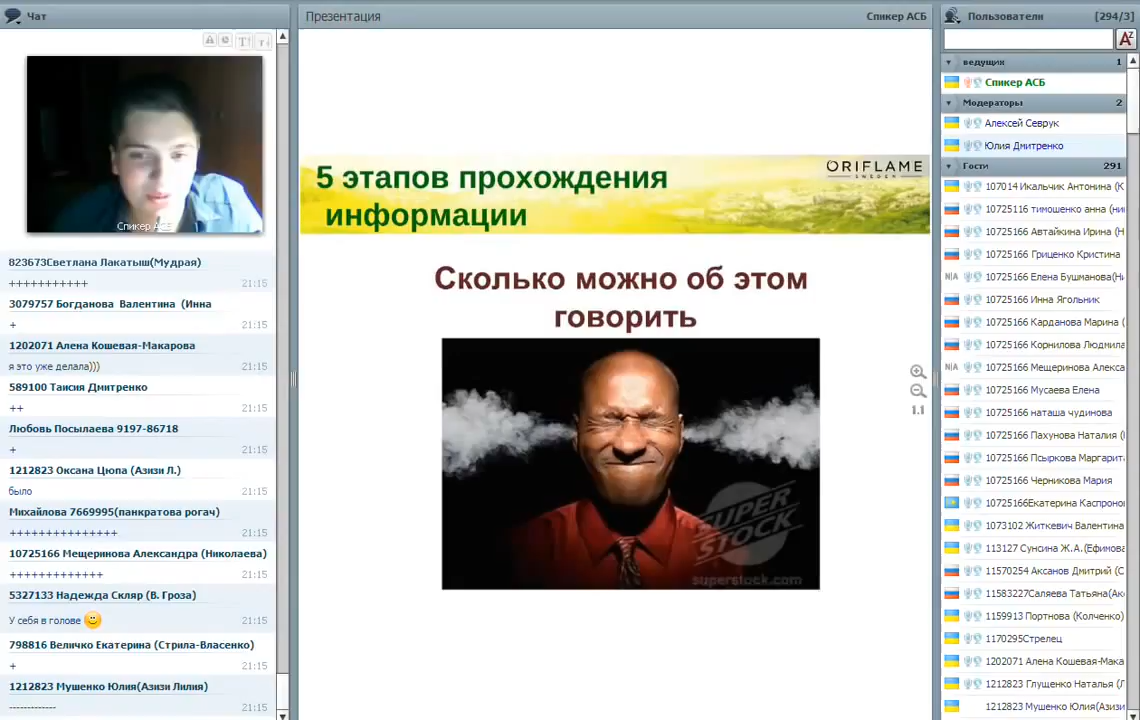 Чат
Спикер АСБ
823673Светлана Лакатыш(Мудрая)
+++++++++++ 21:15
3079757 Богданова Валентина (Инна
+ 21:15
1202071 Алена Кошевая-Макарова
я это уже делала))) 21:15
589100 Таисия Дмитренко
++ 21:15
Любовь Посылаева 9197-86718
+ 21:15
1212823 Оксана Цюпа (Азизи Л.)
было 21:15
Михайлова 7669995(панкратова рогач)
+++++++++++++++ 21:15
10725166 Мещеринова Александра (Николаева)
+++++++++++++ 21:15
5327133 Надежда Скляр (В. Гроза)
У себя в голове 21:15
798816 Величко Екатерина (Стрила-Власенко)
+ 21:15
1212823 Мушенко Юлия(Азизи Лилия)
------------- 21:15
Презентация Спикер АСБ
5 этапов прохождения
информации
ORIFLAME
SWEDEN
Сколько можно об этом
говорить
SUPER
STOCK
superstock.com
1.1
Пользователи [294/3]
ведущих 1
Спикер АСБ
Модераторы 2
Алексей Севрук
Юлия Дмитренко
Гости 291
107014 Икальчик Антонина (К
10725116 тимошенко анна (ни
10725166 Автайкина Ирина (Н
10725166 Гриценко Кристина
N/A 10725166 Елена Бушманова(Ни
10725166 Инна Ягольник
10725166 Карданова Марина (
10725166 Корнилова Людмила
N/A 10725166 Мещеринова Алекса
10725166 Мусаева Елена
10725166 наташа чудинова
10725166 Пахунова Наталия (
10725166 Псыркова Маргарит
10725166 Черникова Мария
10725166Екатерина Каспроно
1073102 Житкевич Валентина
113127 Сунсина Ж.А.(Ефимова
11570254 Аксанов Дмитрий (С
11583227Саляева Татьяна(Ак
1159913 Портнова (Колченко)
1170295Стрелец
1202071 Алена Кошевая-Мака
1212823 Глущенко Наталья (Л
1212823 Мушенко Юлия(Азизи